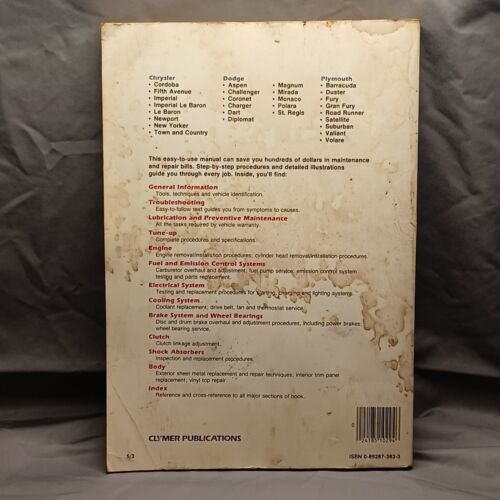 Chrysler
• Cordoba
• Fifth Avenue
• Imperial
• Imperial Le Baron
• Le Baron
• Newport
• New Yorker
• Town and Country
Dodge
• Aspen
• Challenger
• Coronet
• Charger
• Dart
• Diplomat
• Magnum
• Mirada
• Monaco
• Polara
• St. Regis
Plymouth
• Barracuda
• Duster
• Fury
• Gran Fury
• Road Runner
• Satellite
• Suburban
• Valiant
• Volare
This easy-to-use manual can save you hundreds of dollars in maintenance
and repair bills. Step-by-step procedures and detailed illustrations
guide you through every job. Inside, you'll find:
General Information
Tools, techniques and vehicle identification.
Troubleshooting
Easy-to-follow text guides you from symptoms to causes.
Lubrication and Preventive Maintenance
All the tasks required by vehicle warranty.
Tune-up
Complete procedures and specifications.
Engine
Engine removal/installation procedures; cylinder head removal/installation procedures.
Fuel and Emission Control Systems
Carburetor overhaul and adjustment; fuel pump service; emission control system
testing and parts replacement.
Electrical System
Testing and replacement procedures for starting, charging and lighting systems.
Cooling System
Coolant replacement; drive belt, fan and thermostat service.
Brake System and Wheel Bearings
Disc and drum brake overhaul and adjustment procedures, including power brakes;
wheel bearing service.
Clutch
Clutch linkage adjustment.
Shock Absorbers
Inspection and replacement procedures.
Body
Exterior sheet metal replacement and repair techniques; interior trim panel
replacement; vinyl top repair.
Index
Reference and cross-reference to all major sections of book.
CLYMER PUBLICATIONS
5/3
ISBN 0-89287-383-3